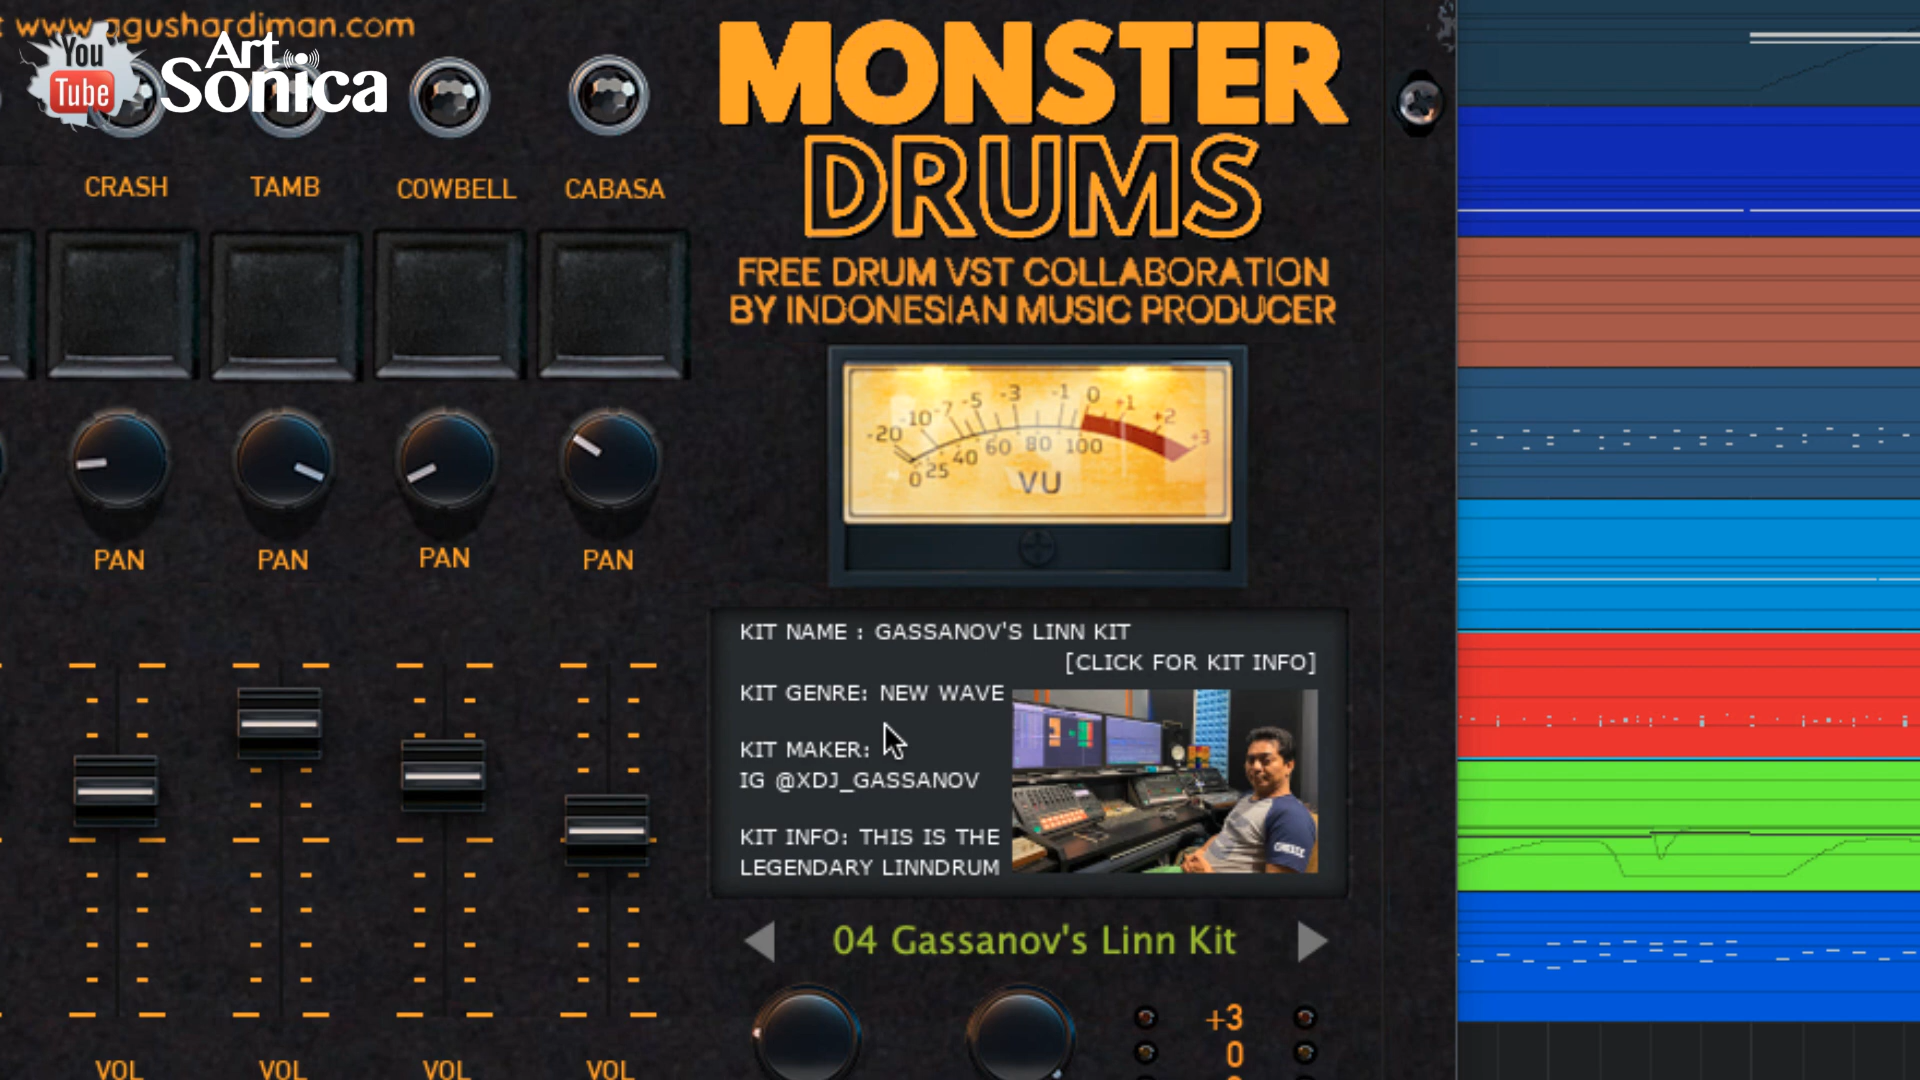 www.agushardiman.com
You
Tube
Art
Sonica
MONSTER
DRUMS
FREE DRUM VST COLLABORATION
BY INDONESIAN MUSIC PRODUCER
CRASH TAMB COWBELL CABASA
-20 -10 -7 -5 -3 -1 0 +1 +2 +3
0 25 40 60 80 100
VU
PAN PAN PAN PAN
KIT NAME : GASSANOV'S LINN KIT
[CLICK FOR KIT INFO]
KIT GENRE: NEW WAVE
KIT MAKER:
IG @XDJ_GASSANOV
KIT INFO: THIS IS THE
LEGENDARY LINNDRUM
04 Gassanov's Linn Kit
+3
0
VOL VOL VOL VOL